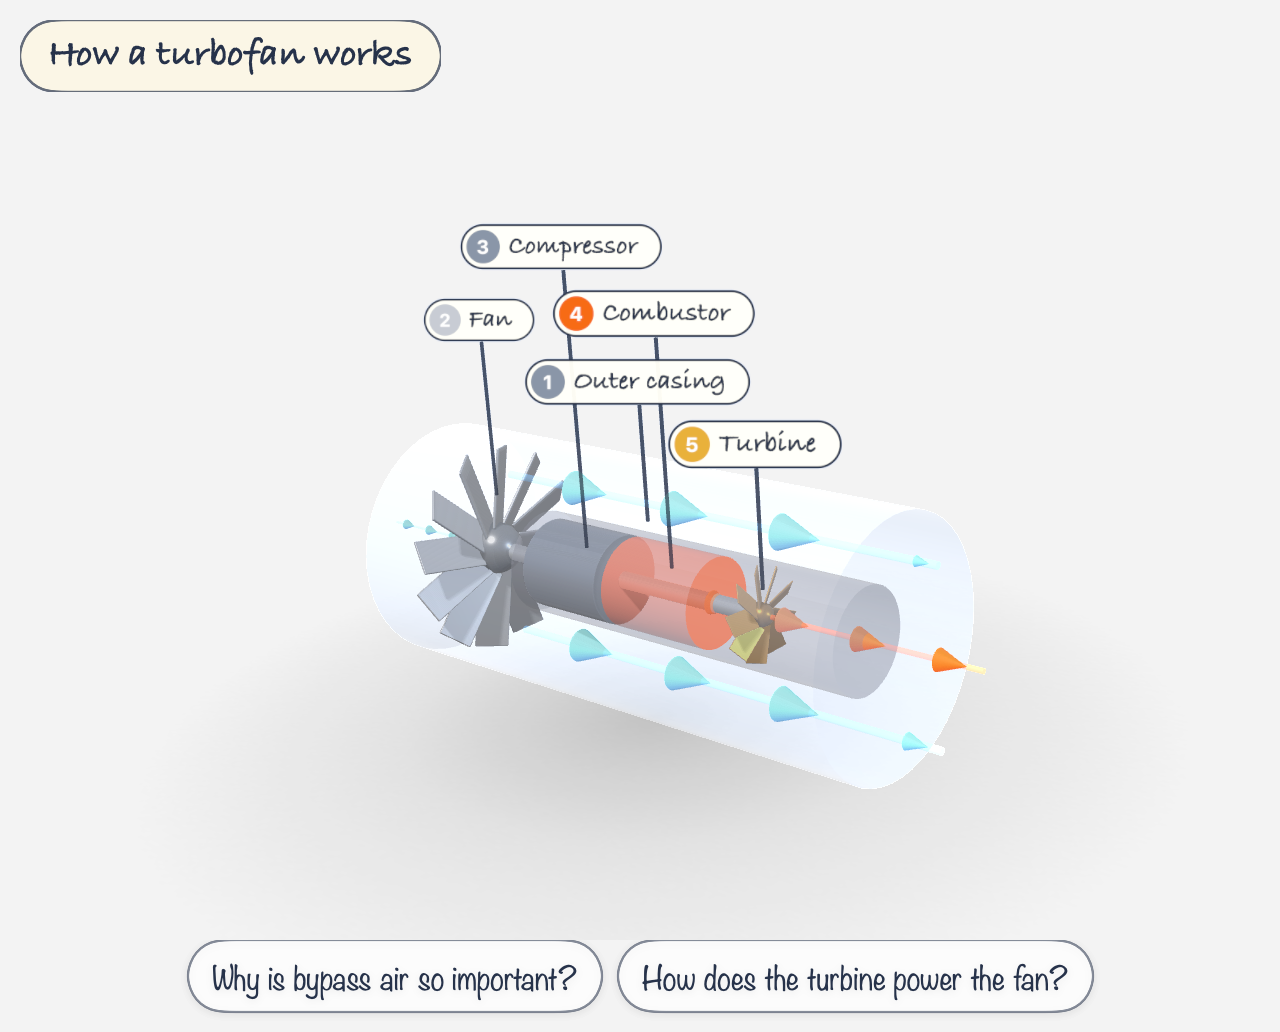 How a turbofan works
3 Compressor
2 Fan
4 Combustor
1 Outer casing
5 Turbine
Why is bypass air so important?
How does the turbine power the fan?